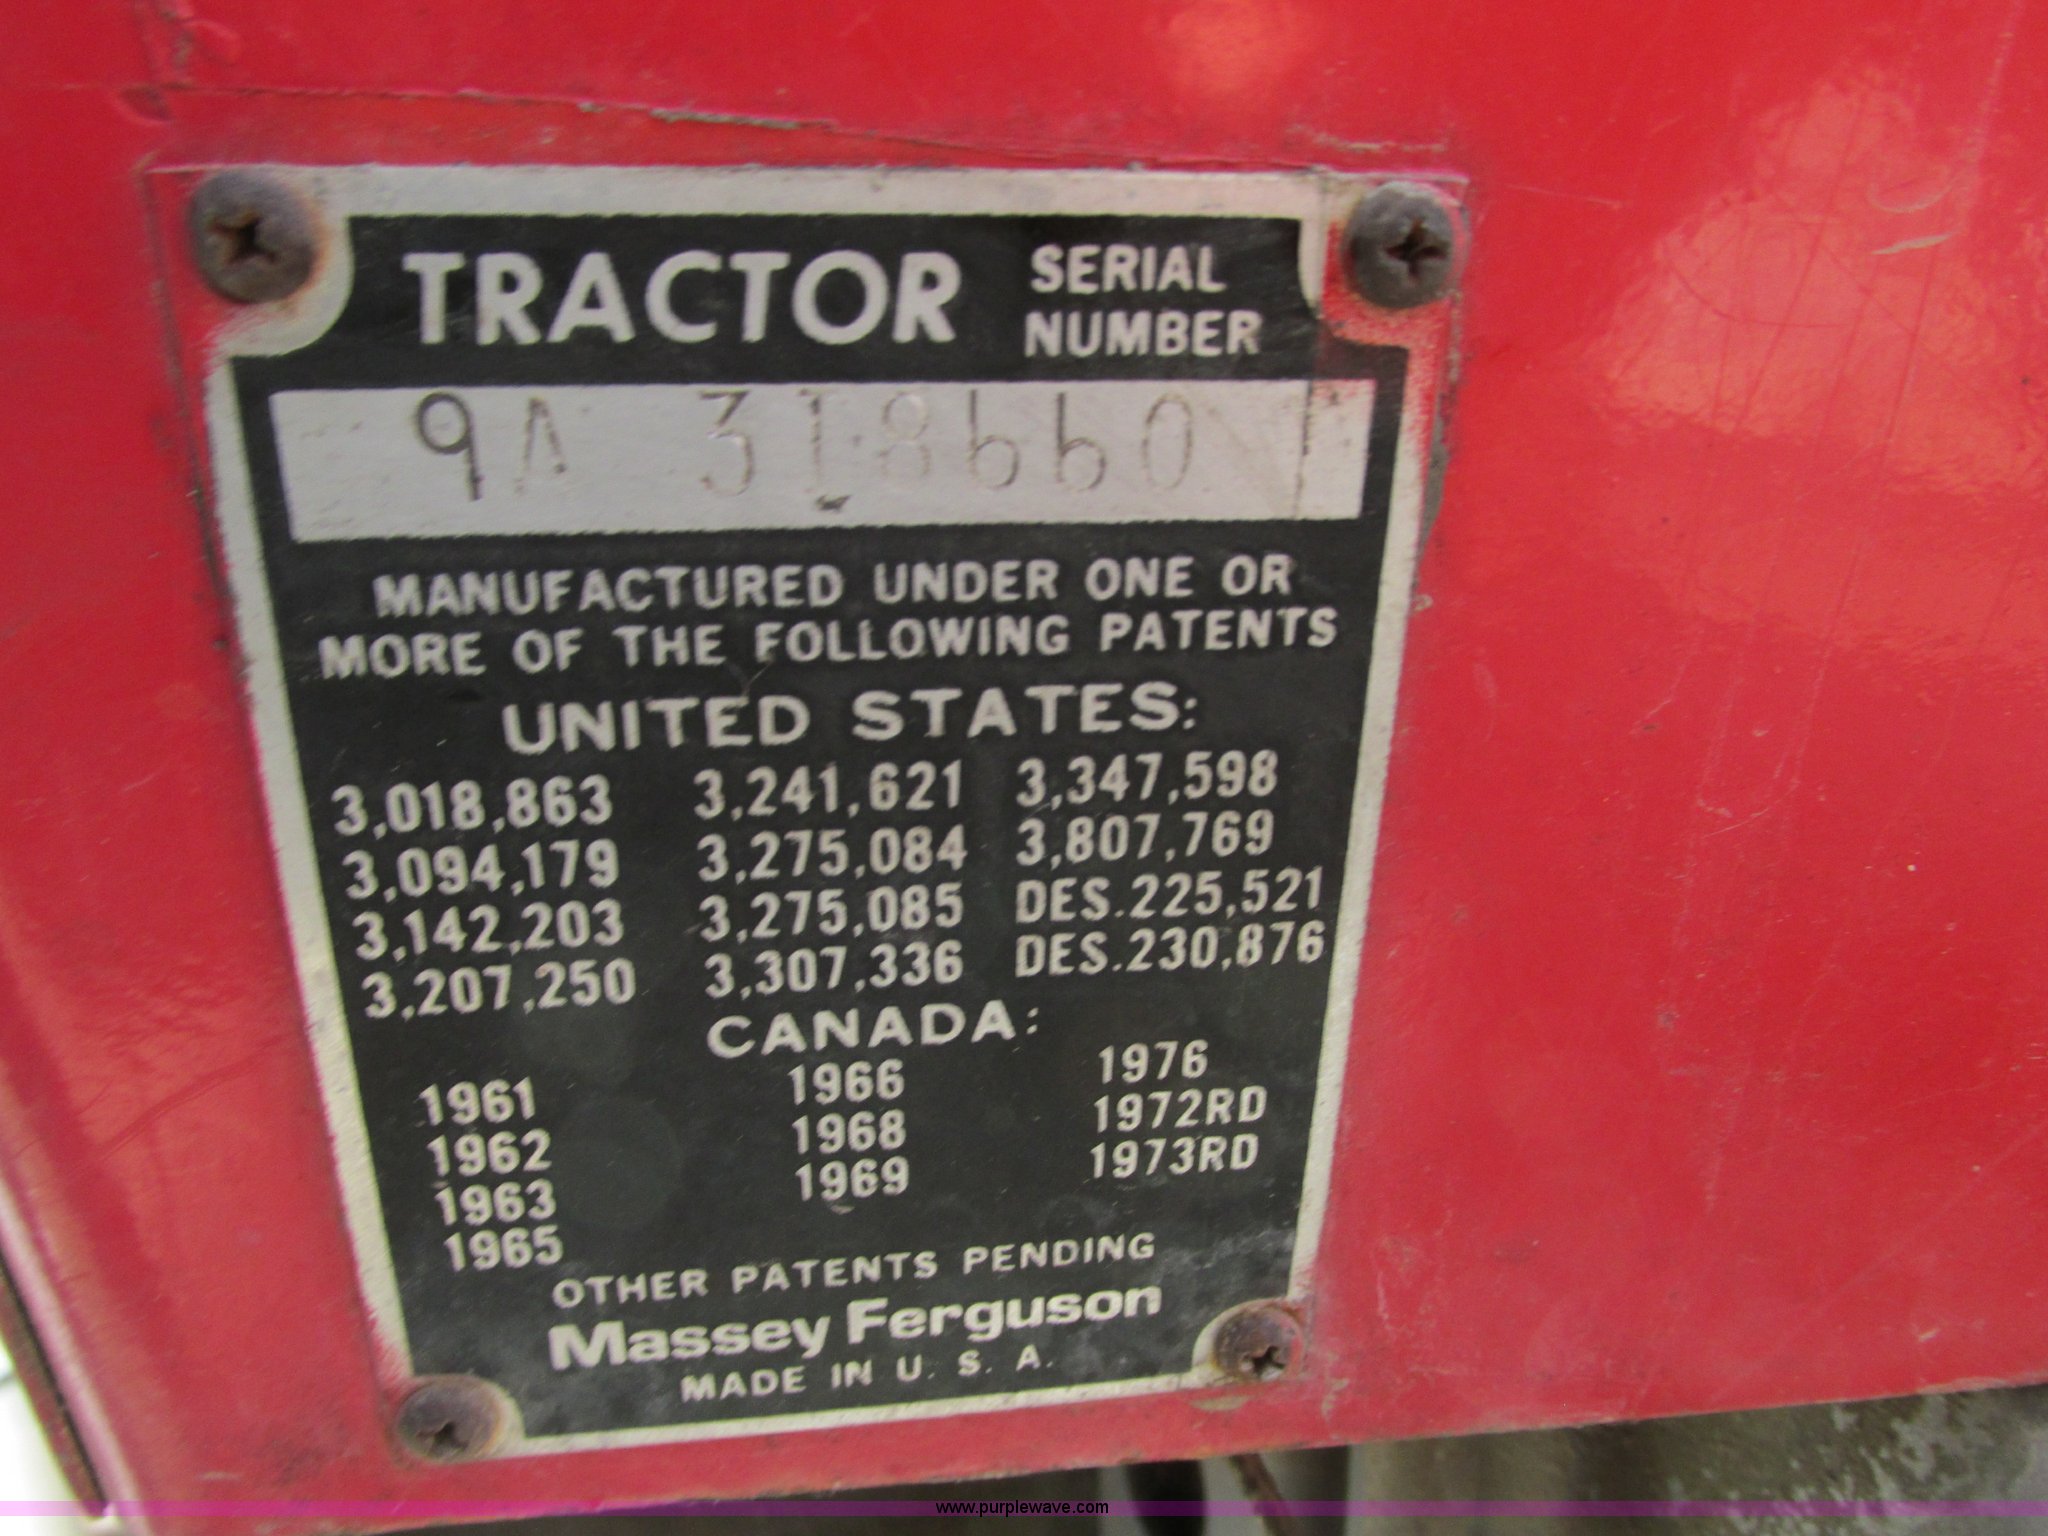 TRACTOR SERIAL NUMBER
9A 318660
MANUFACTURED UNDER ONE OR
MORE OF THE FOLLOWING PATENTS
UNITED STATES:
3,018,863 3,241,621 3,347,598
3,094,179 3,275,084 3,807,769
3,142,203 3,275,085 DES.225,521
3,207,250 3,307,336 DES.230,876
CANADA:
1961 1966 1976
1962 1968 1972RD
1963 1969 1973RD
1965
OTHER PATENTS PENDING
Massey Ferguson
MADE IN U. S. A.
www.purplewave.com